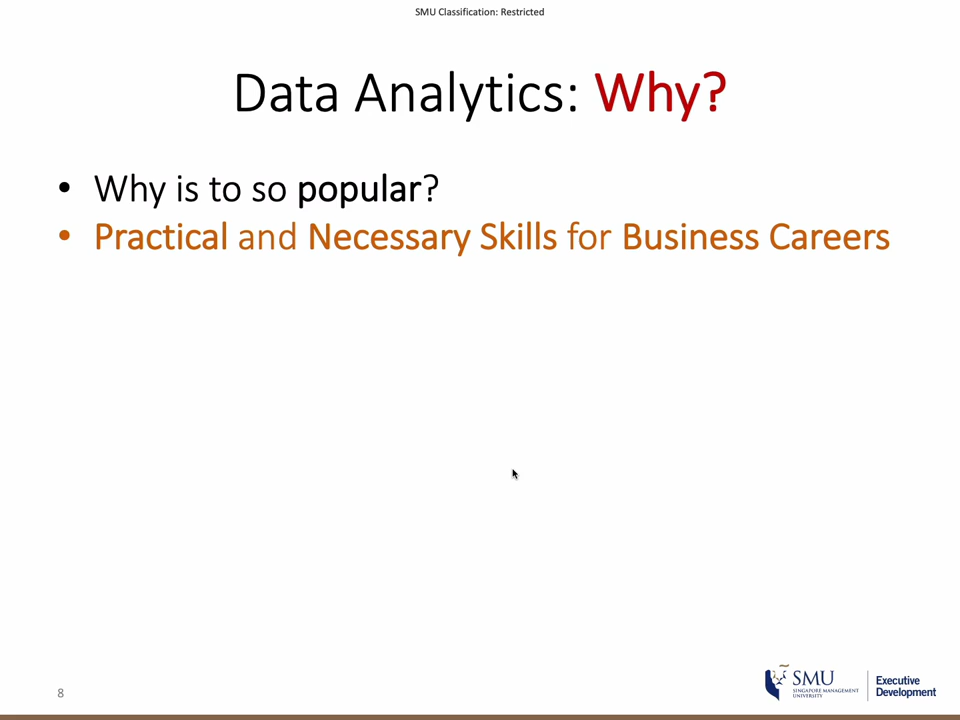 SMU Classification: Restricted
Data Analytics: Why?
• Why is to so popular?
• Practical and Necessary Skills for Business Careers
8
SMU
SINGAPORE MANAGEMENT
UNIVERSITY
Executive
Development